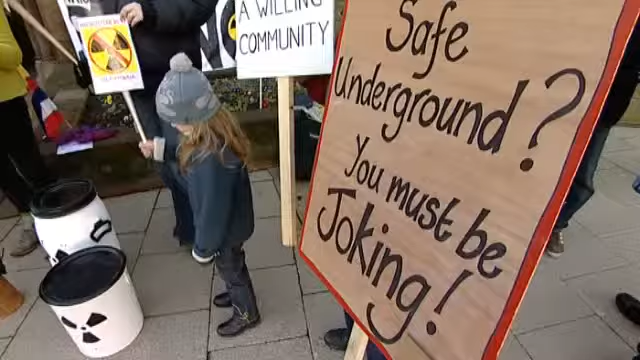 A WILLING
COMMUNITY
Safe
Underground?
You must be
Joking!